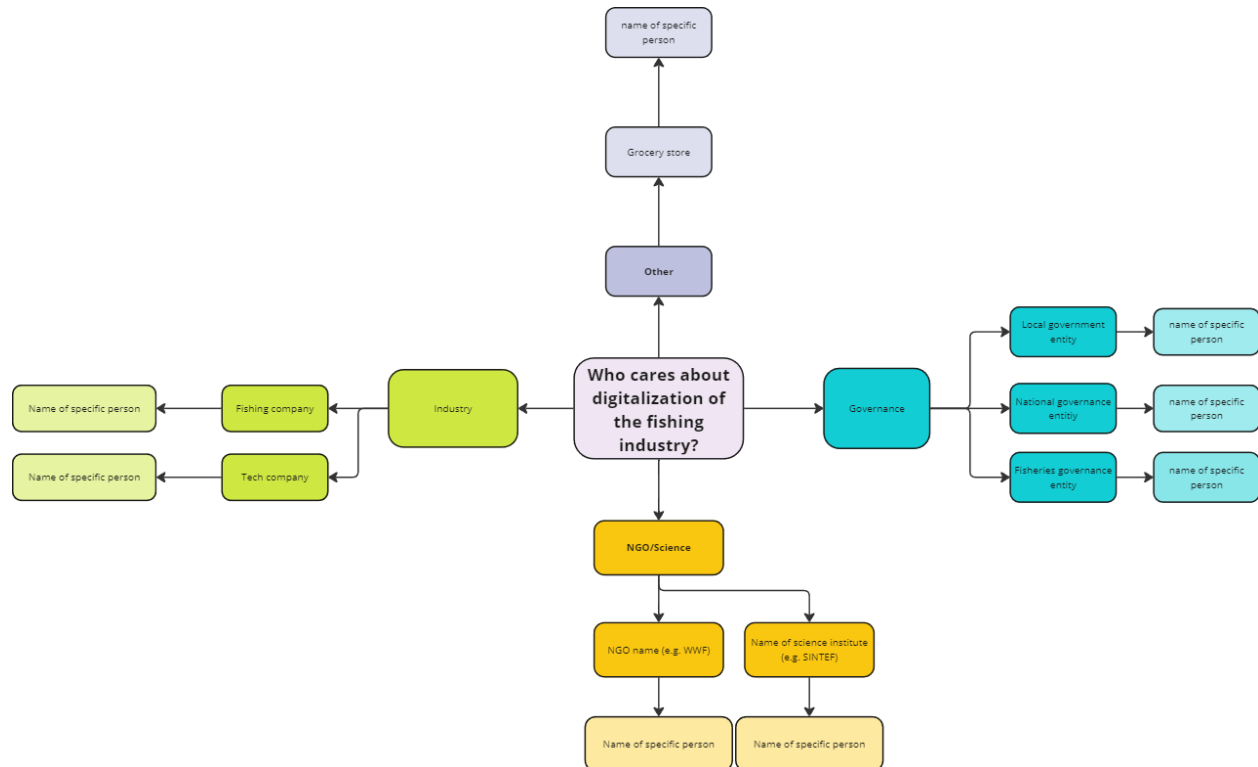 name of specific
person
Grocery store
Other
Who cares about
digitalization of
the fishing
industry?
Industry
Fishing company
Name of specific person
Tech company
Name of specific person
Governance
Local government
entity
name of specific
person
National governance
entitiy
name of specific
person
Fisheries governance
entity
name of specific
person
NGO/Science
NGO name (e.g. WWF)
Name of science institute
(e.g. SINTEF)
Name of specific person
Name of specific person